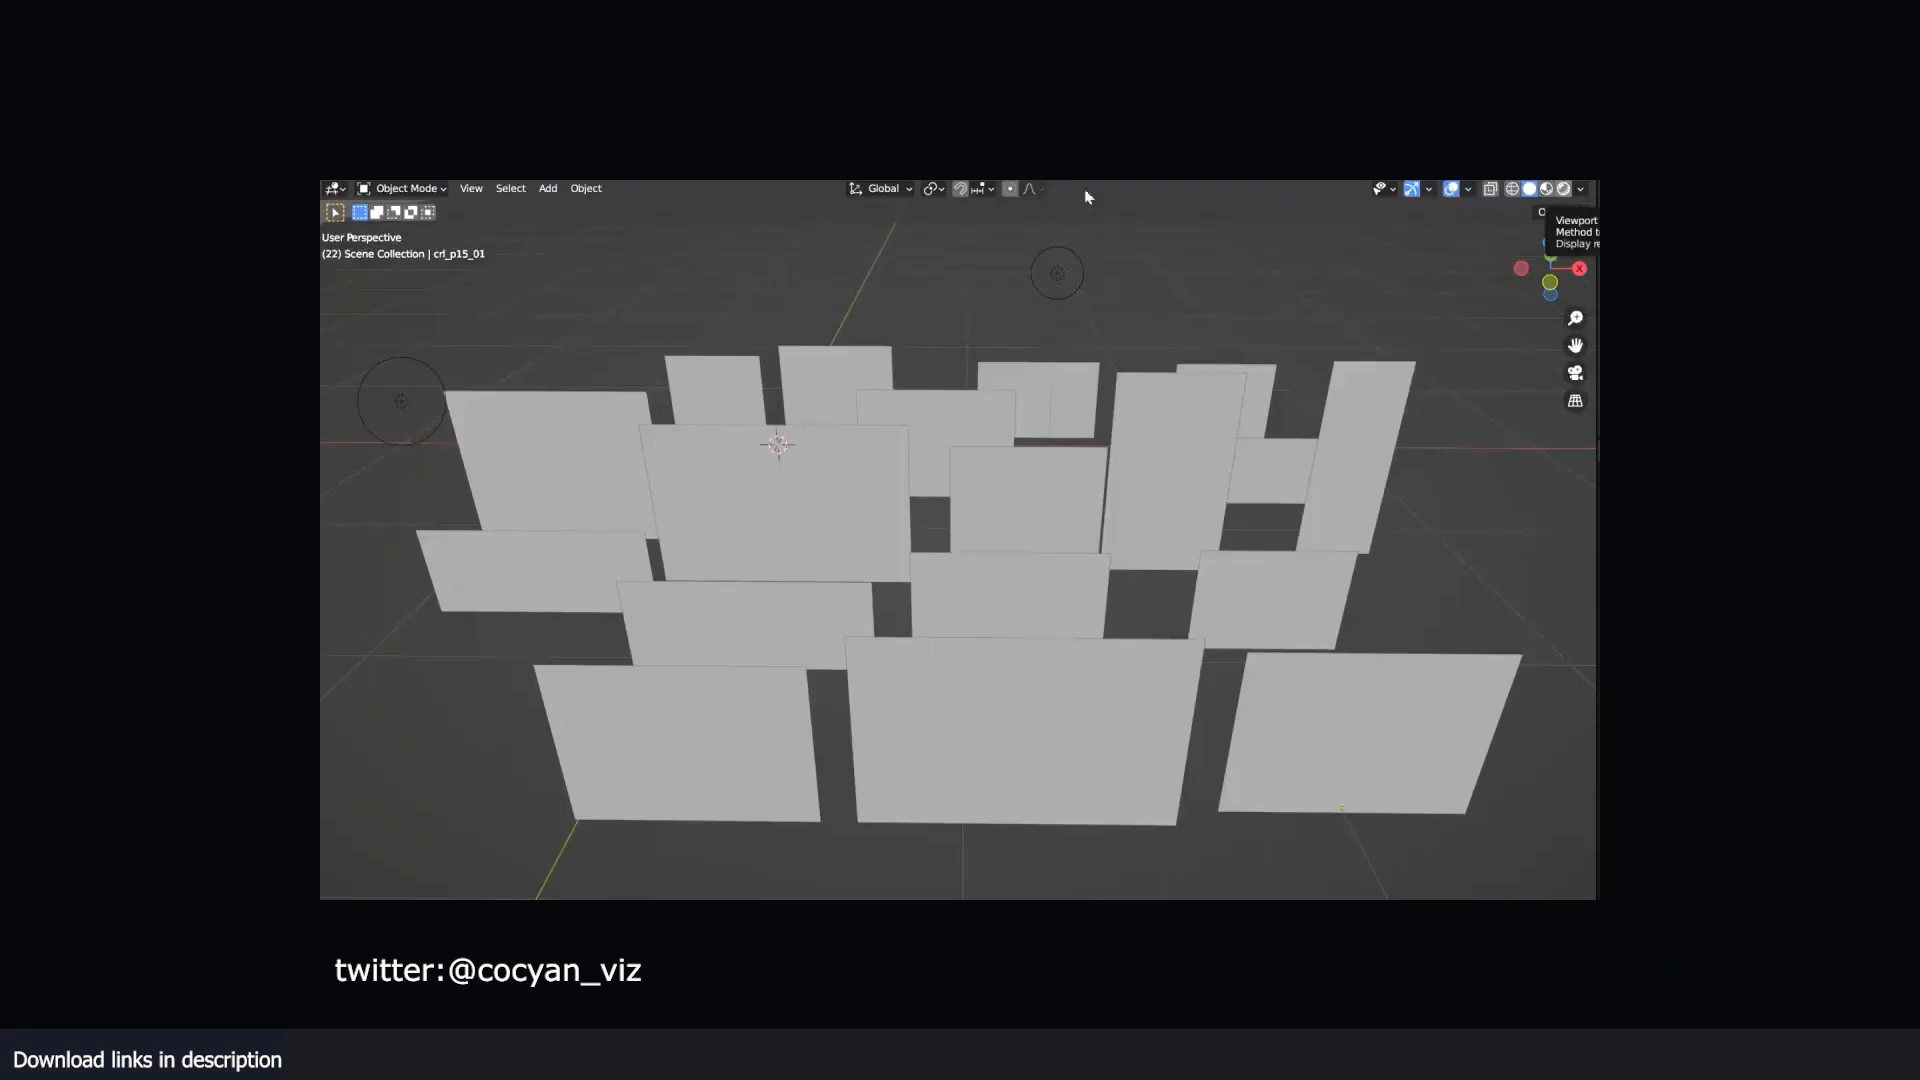 Object Mode View Select Add Object Global
User Perspective
(22) Scene Collection | crl_p15_01
Viewport
Method
Display
X
twitter:@cocyan_viz
Download links in description